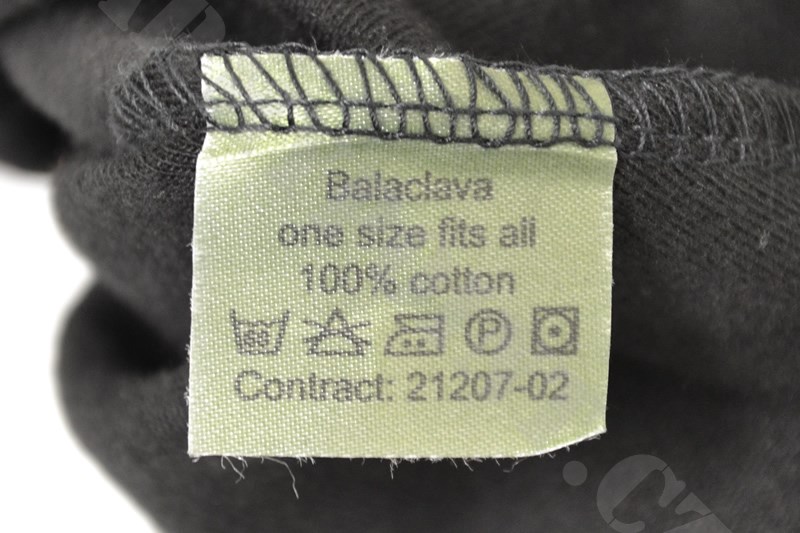 Balaclava
one size fits all
100% cotton
P
Contract: 21207-02